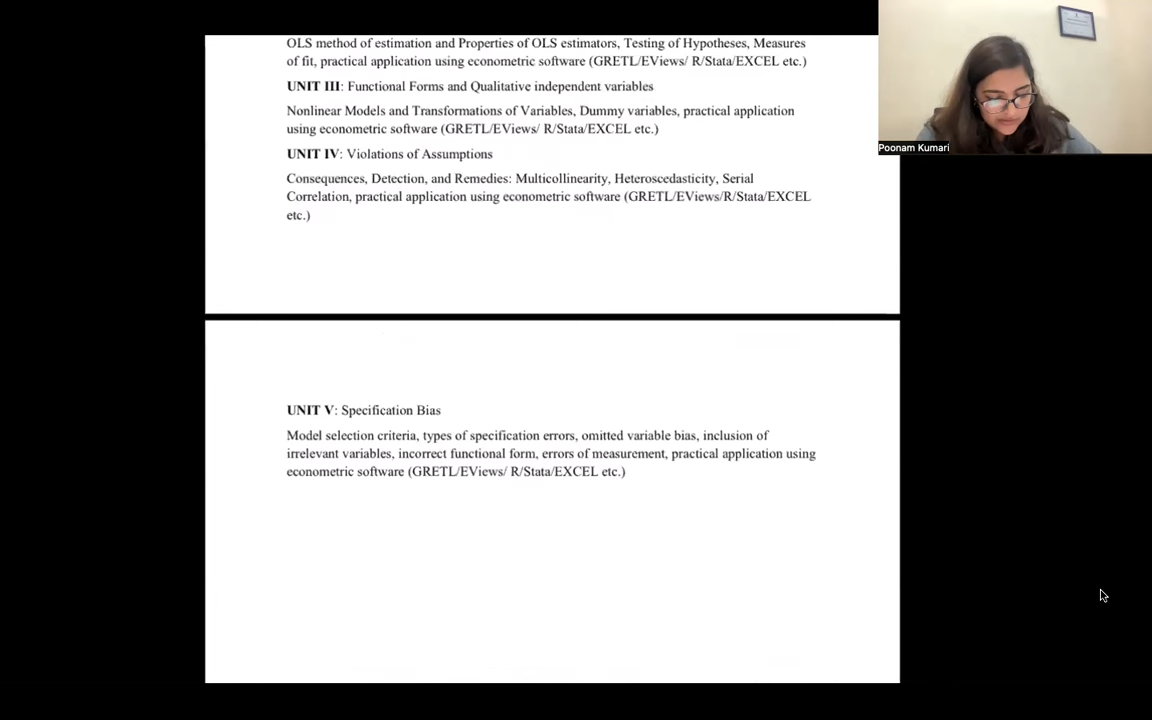 OLS method of estimation and Properties of OLS estimators, Testing of Hypotheses, Measures
of fit, practical application using econometric software (GRETL/EViews/ R/Stata/EXCEL etc.)
UNIT III: Functional Forms and Qualitative independent variables
Nonlinear Models and Transformations of Variables, Dummy variables, practical application
using econometric software (GRETL/EViews/ R/Stata/EXCEL etc.)
UNIT IV: Violations of Assumptions
Consequences, Detection, and Remedies: Multicollinearity, Heteroscedasticity, Serial
Correlation, practical application using econometric software (GRETL/EViews/R/Stata/EXCEL
etc.)
UNIT V: Specification Bias
Model selection criteria, types of specification errors, omitted variable bias, inclusion of
irrelevant variables, incorrect functional form, errors of measurement, practical application using
econometric software (GRETL/EViews/ R/Stata/EXCEL etc.)
Poonam Kumari